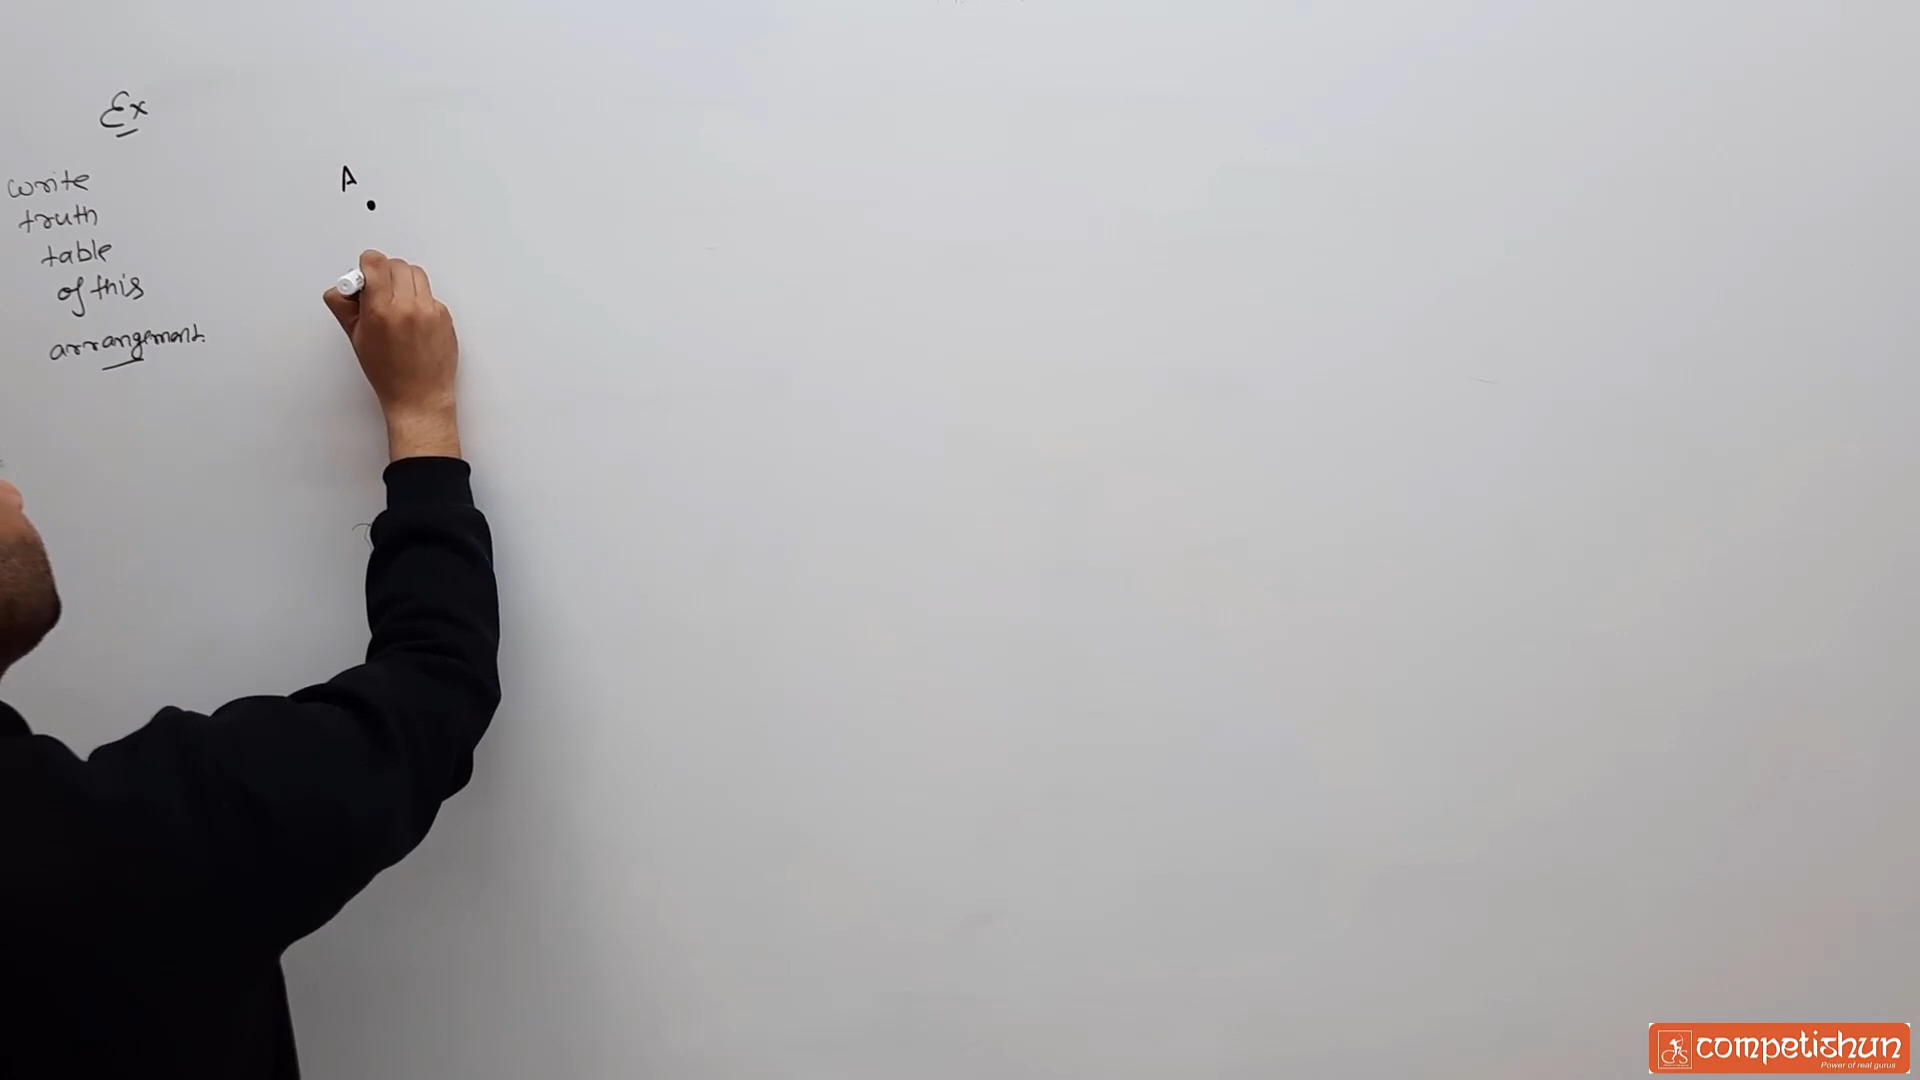 Ex
write
truth
table
of this
arrangement.
A
competishun
Power of real gurus